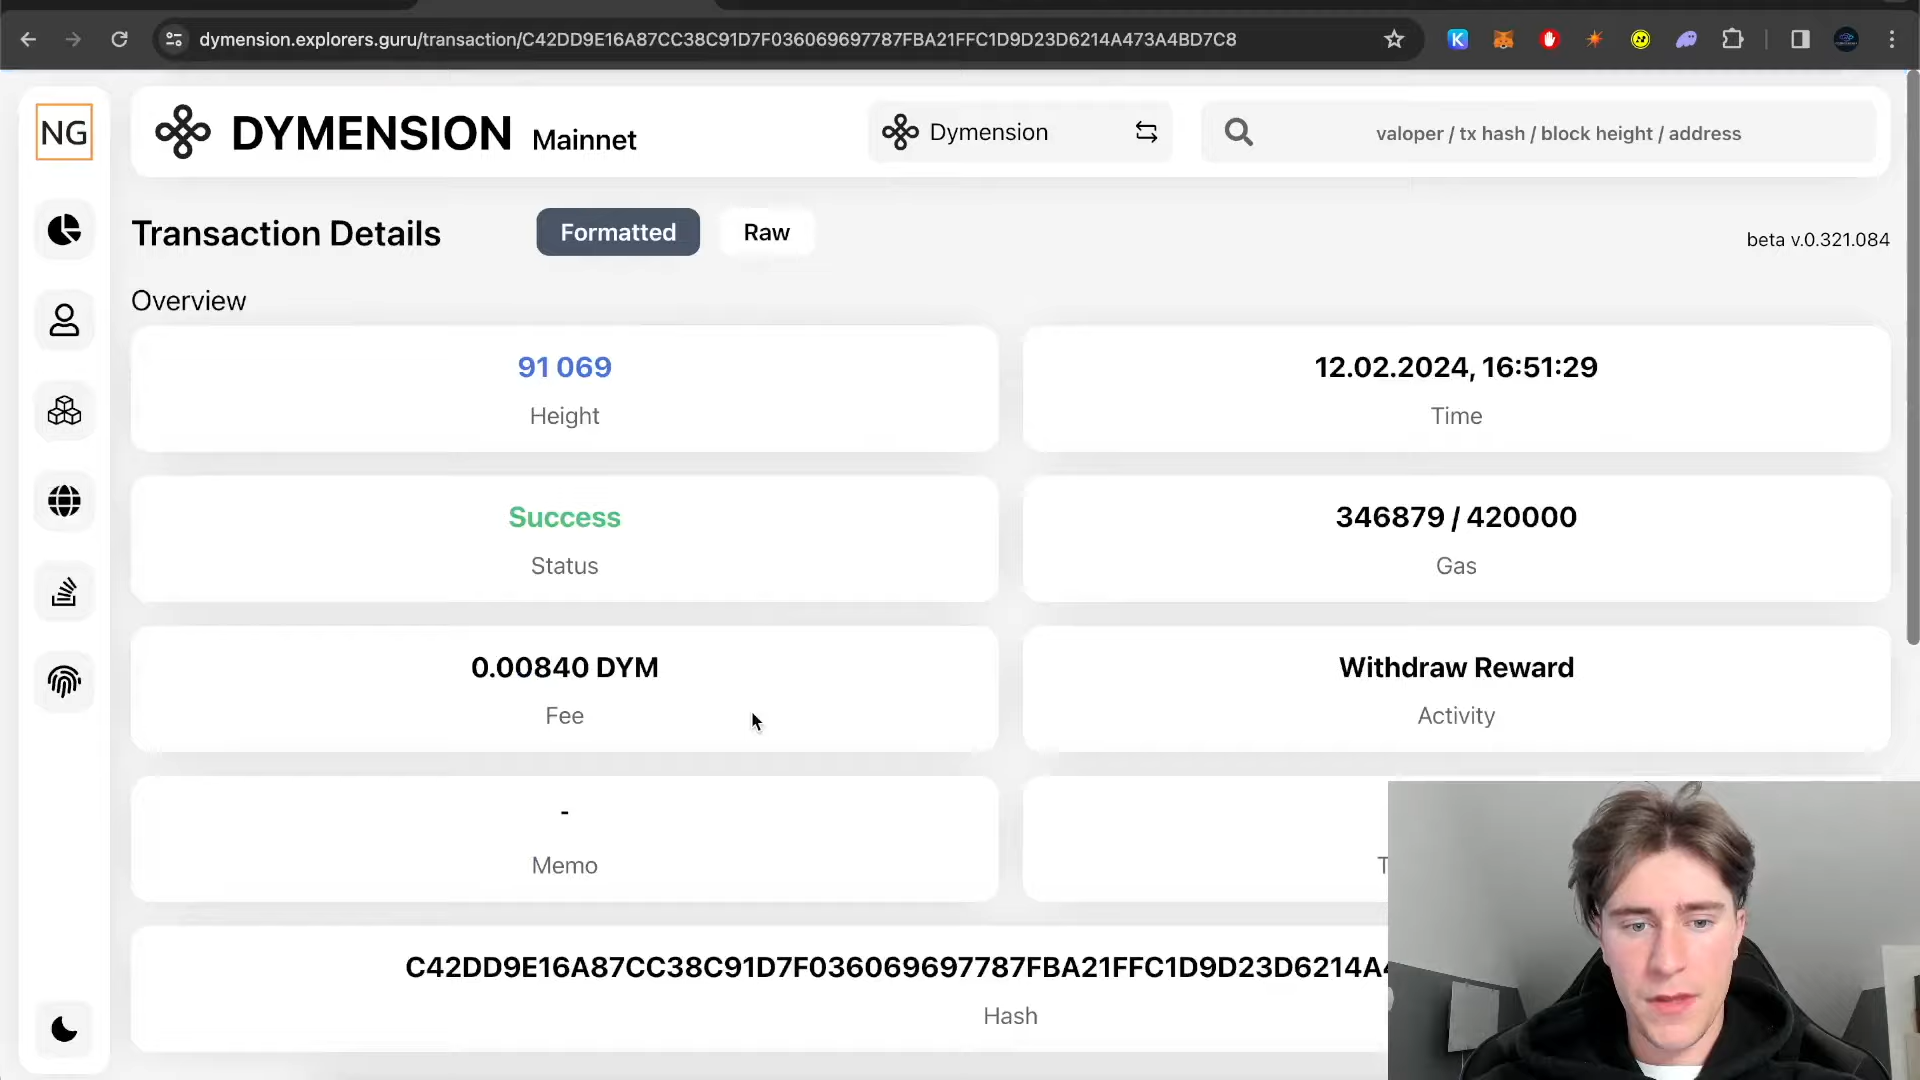 dymension.explorers.guru/transaction/C42DD9E16A87CC38C91D7F036069697787FBA21FFC1D9D23D6214A473A4BD7C8
K
NG
DYMENSION Mainnet
Dymension
valoper / tx hash / block height / address
Transaction Details
Formatted
Raw
beta v.0.321.084
Overview
91 069
Height
12.02.2024, 16:51:29
Time
Success
Status
346879 / 420000
Gas
0.00840 DYM
Fee
Withdraw Reward
Activity
-
Memo
T
C42DD9E16A87CC38C91D7F036069697787FBA21FFC1D9D23D6214A4
Hash